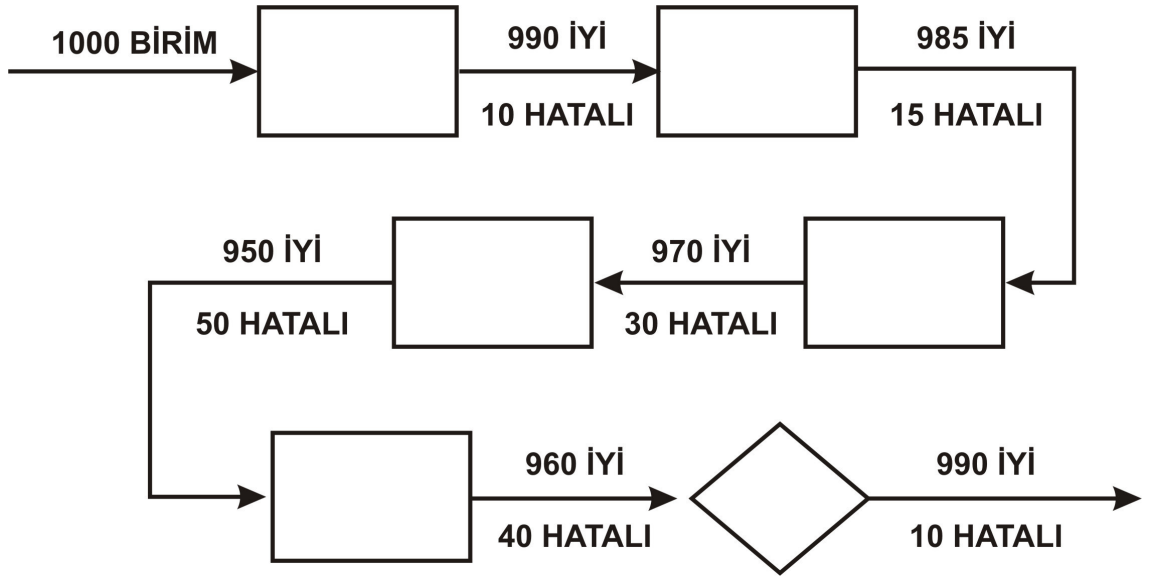 1000 BİRİM
990 İYİ
10 HATALI
985 İYİ
15 HATALI
970 İYİ
30 HATALI
950 İYİ
50 HATALI
960 İYİ
40 HATALI
990 İYİ
10 HATALI